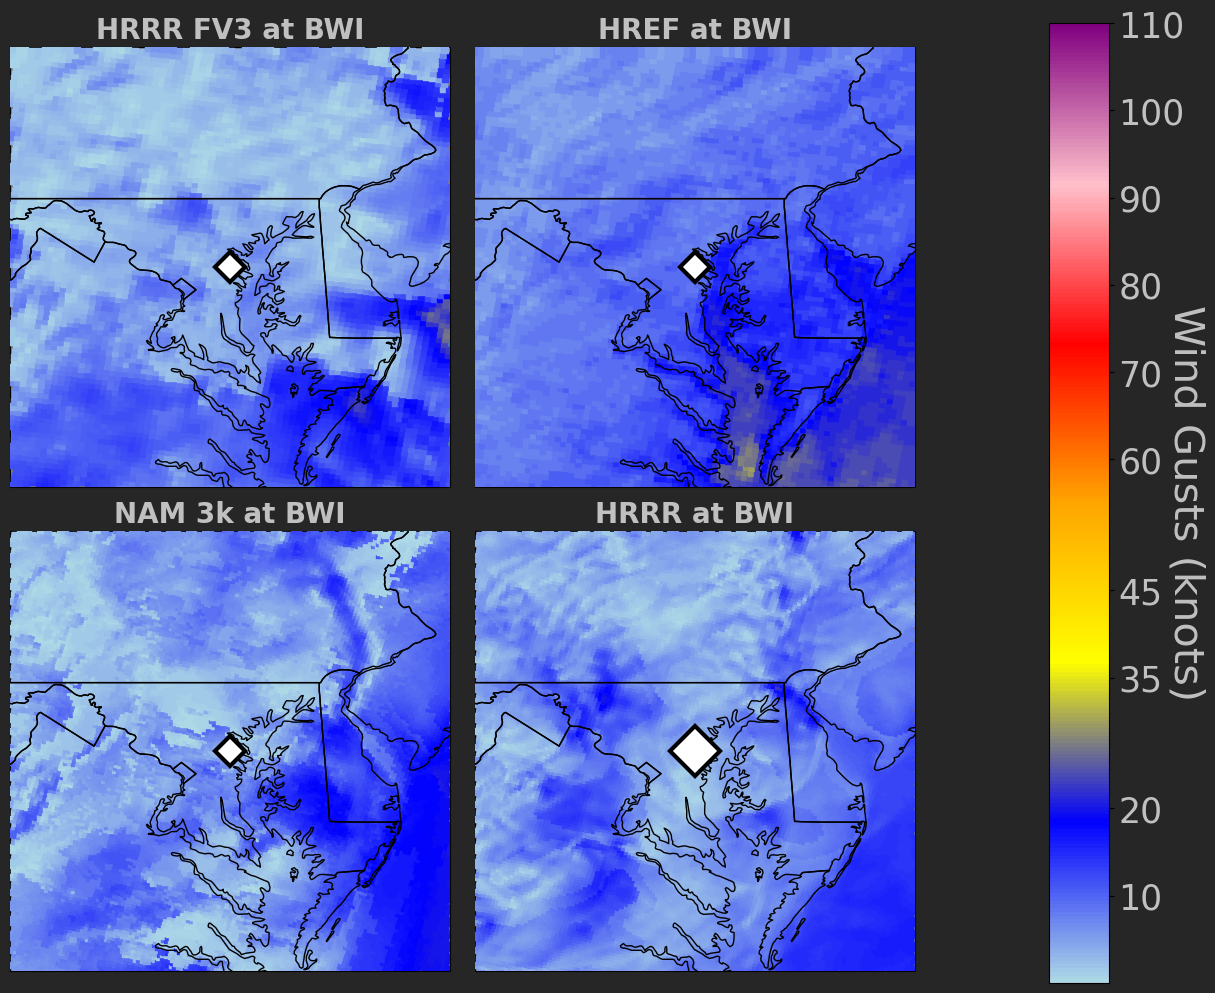 HRRR FV3 at BWI
HREF at BWI
NAM 3k at BWI
HRRR at BWI
110
100
90
80
70
60
45
35
20
10
Wind Gusts (knots)